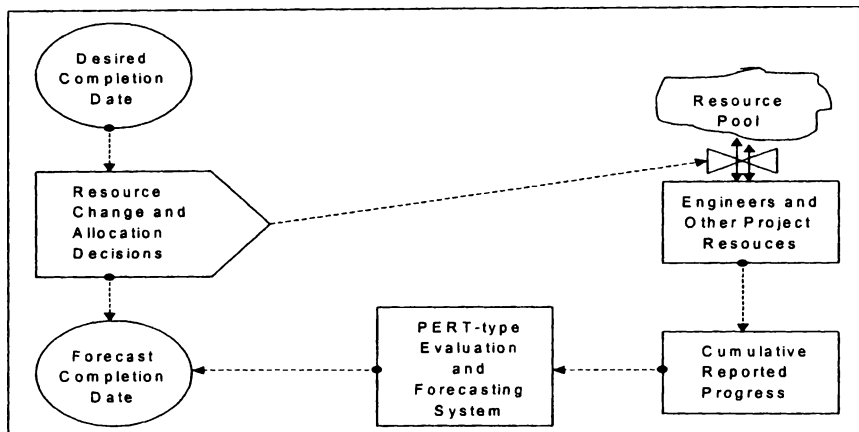 Desired
Completion
Date
Resource
Pool
Resource
Change and
Allocation
Decisions
Engineers and
Other Project
Resouces
Forecast
Completion
Date
PERT-type
Evaluation
and
Forecasting
System
Cumulative
Reported
Progress